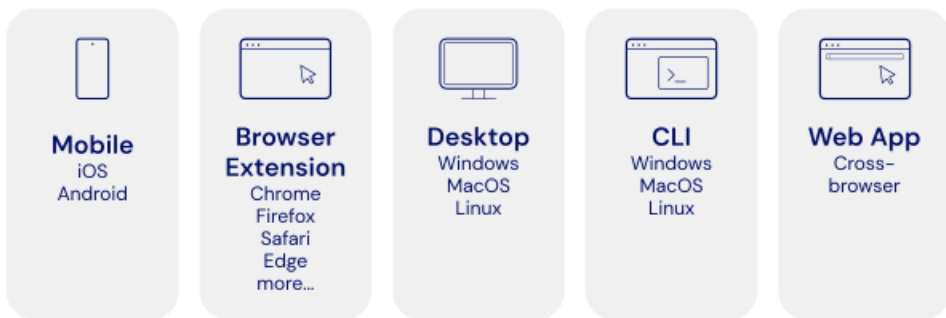 Mobile
iOS
Android
Browser
Extension
Chrome
Firefox
Safari
Edge
more...
Desktop
Windows
MacOS
Linux
CLI
Windows
MacOS
Linux
Web App
Cross-
browser